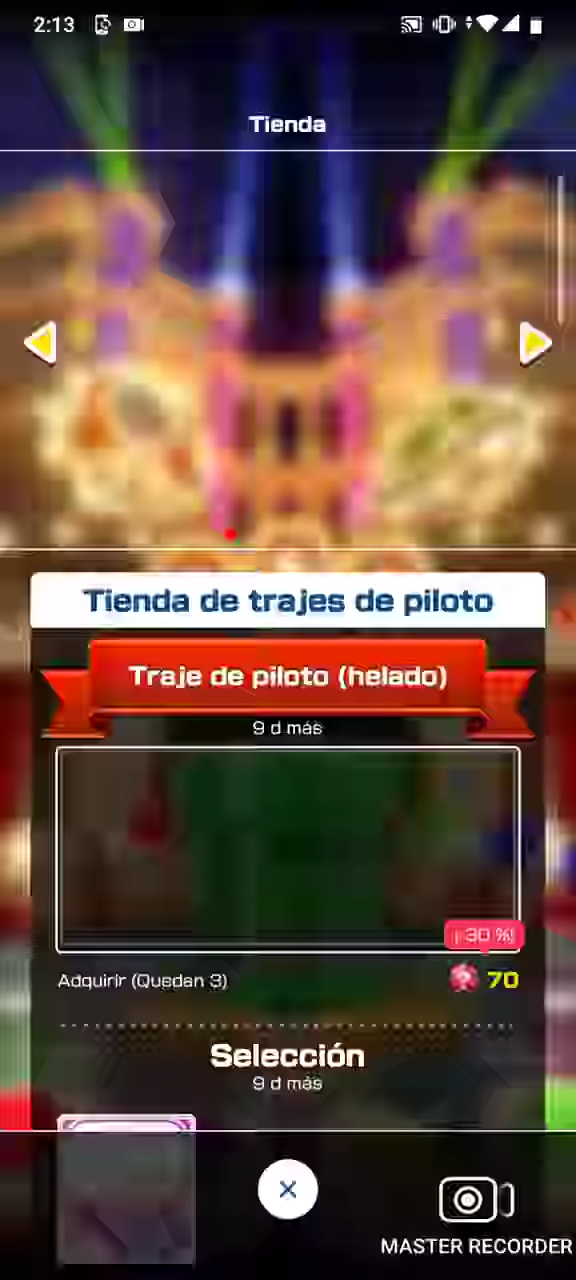 2:13
Tienda
Tienda de trajes de piloto
Traje de piloto (helado)
9 d más
¡-30 %!
Adquirir (Quedan 3)
70
Selección
9 d más
MASTER RECORDER